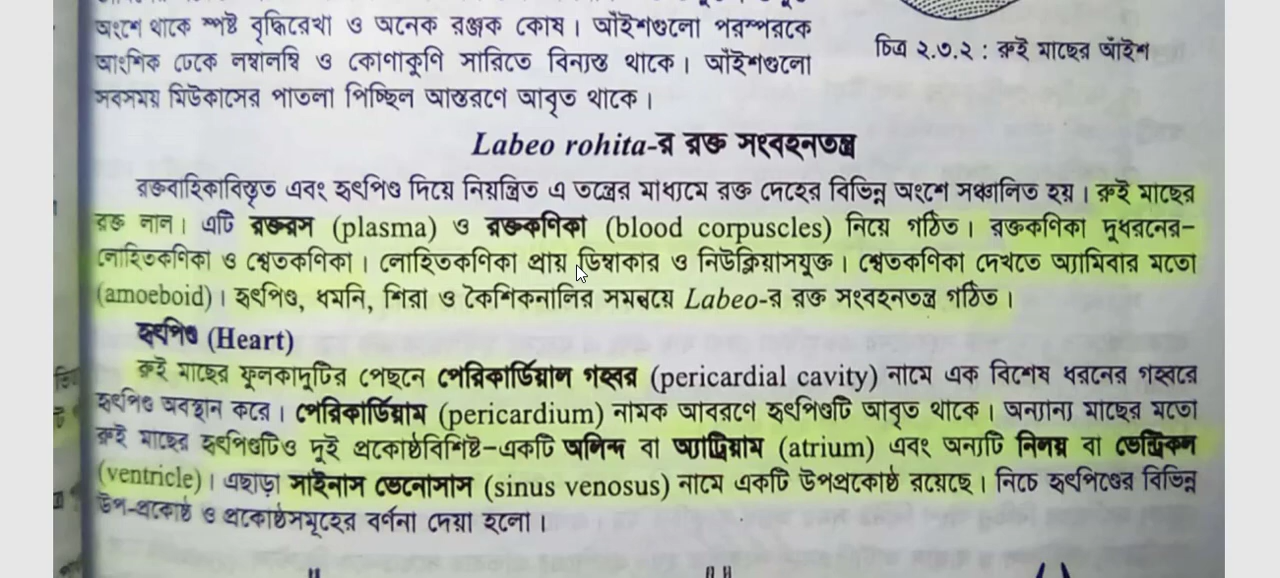 অংশে থাকে স্পষ্ট বৃদ্ধিরেখা ও অনেক রঞ্জক কোষ। আঁইশগুলো পরস্পরকে
আংশিক ঢেকে লম্বালম্বি ও কোণাকুণি সারিতে বিন্যস্ত থাকে। আঁইশগুলো
সবসময় মিউকাসের পাতলা পিচ্ছিল আস্তরণে আবৃত থাকে।
চিত্র ২.৩.২ : রুই মাছের আঁইশ
Labeo rohita-র রক্ত সংবহনতন্ত্র
রক্তবাহিকাবিস্তৃত এবং হৃৎপিণ্ড দিয়ে নিয়ন্ত্রিত এ তন্ত্রের মাধ্যমে রক্ত দেহের বিভিন্ন অংশে সঞ্চালিত হয়। রুই মাছের
রক্ত লাল। এটি রক্তরস (plasma) ও রক্তকণিকা (blood corpuscles) নিয়ে গঠিত। রক্তকণিকা দুধরনের–
লোহিতকণিকা ও শ্বেতকণিকা। লোহিতকণিকা প্রায় ডিম্বাকার ও নিউক্লিয়াসযুক্ত। শ্বেতকণিকা দেখতে অ্যামিবার মতো
(amoeboid)। হৃৎপিণ্ড, ধমনি, শিরা ও কৈশিকনালির সমন্বয়ে Labeo-র রক্ত সংবহনতন্ত্র গঠিত।
হৃৎপিণ্ড (Heart)
রুই মাছের ফুলকাদুটির পেছনে পেরিকার্ডিয়াল গহ্বর (pericardial cavity) নামে এক বিশেষ ধরনের গহ্বরে
হৃৎপিণ্ড অবস্থান করে। পেরিকার্ডিয়াম (pericardium) নামক আবরণে হৃৎপিণ্ডটি আবৃত থাকে। অন্যান্য মাছের মতো
রুই মাছের হৃৎপিণ্ডটিও দুই প্রকোষ্ঠবিশিষ্ট–একটি অলিন্দ বা অ্যাট্রিয়াম (atrium) এবং অন্যটি নিলয় বা ভেন্ট্রিকল
(ventricle)। এছাড়া সাইনাস ভেনোসাস (sinus venosus) নামে একটি উপপ্রকোষ্ঠ রয়েছে। নিচে হৃৎপিণ্ডের বিভিন্ন
উপ-প্রকোষ্ঠ ও প্রকোষ্ঠসমূহের বর্ণনা দেয়া হলো।